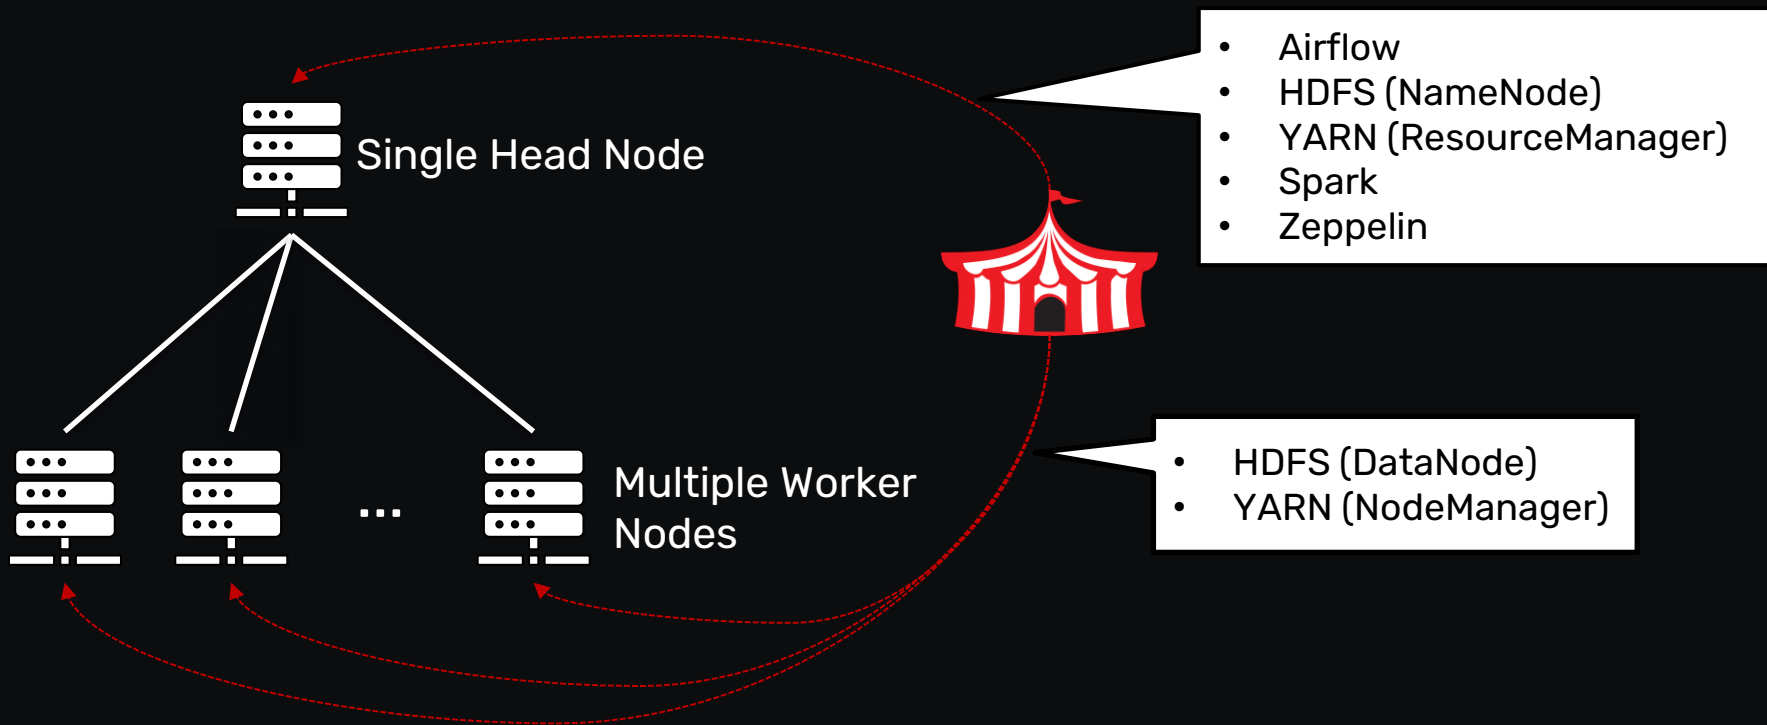 Single Head Node
• Airflow
• HDFS (NameNode)
• YARN (ResourceManager)
• Spark
• Zeppelin
...
Multiple Worker
Nodes
• HDFS (DataNode)
• YARN (NodeManager)